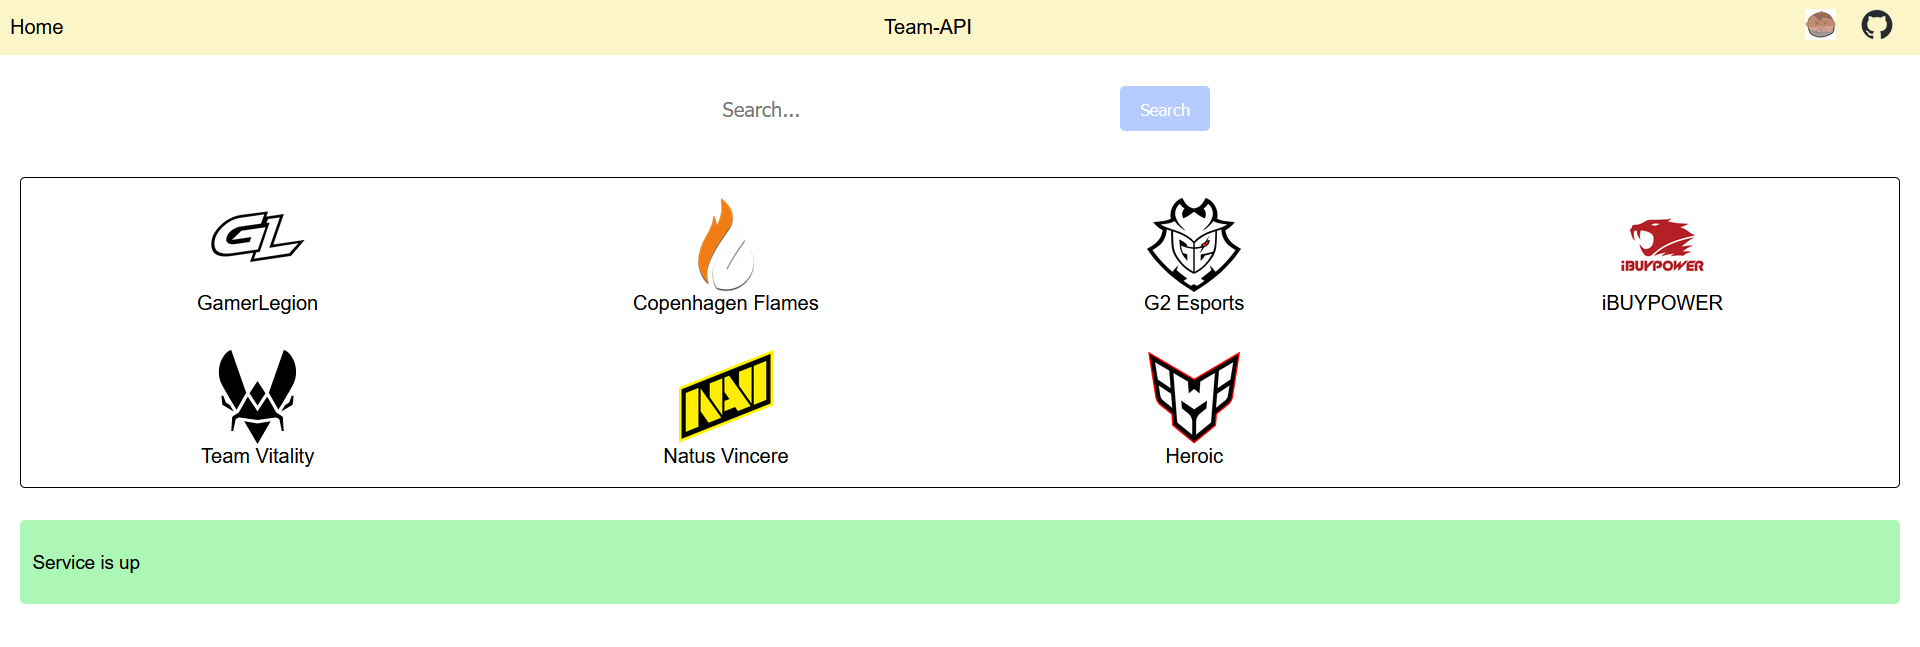 Home
Team-API
Search...
Search
GL
iBUYPOWER
GamerLegion
Copenhagen Flames
G2 Esports
iBUYPOWER
NAVI
Team Vitality
Natus Vincere
Heroic
Service is up